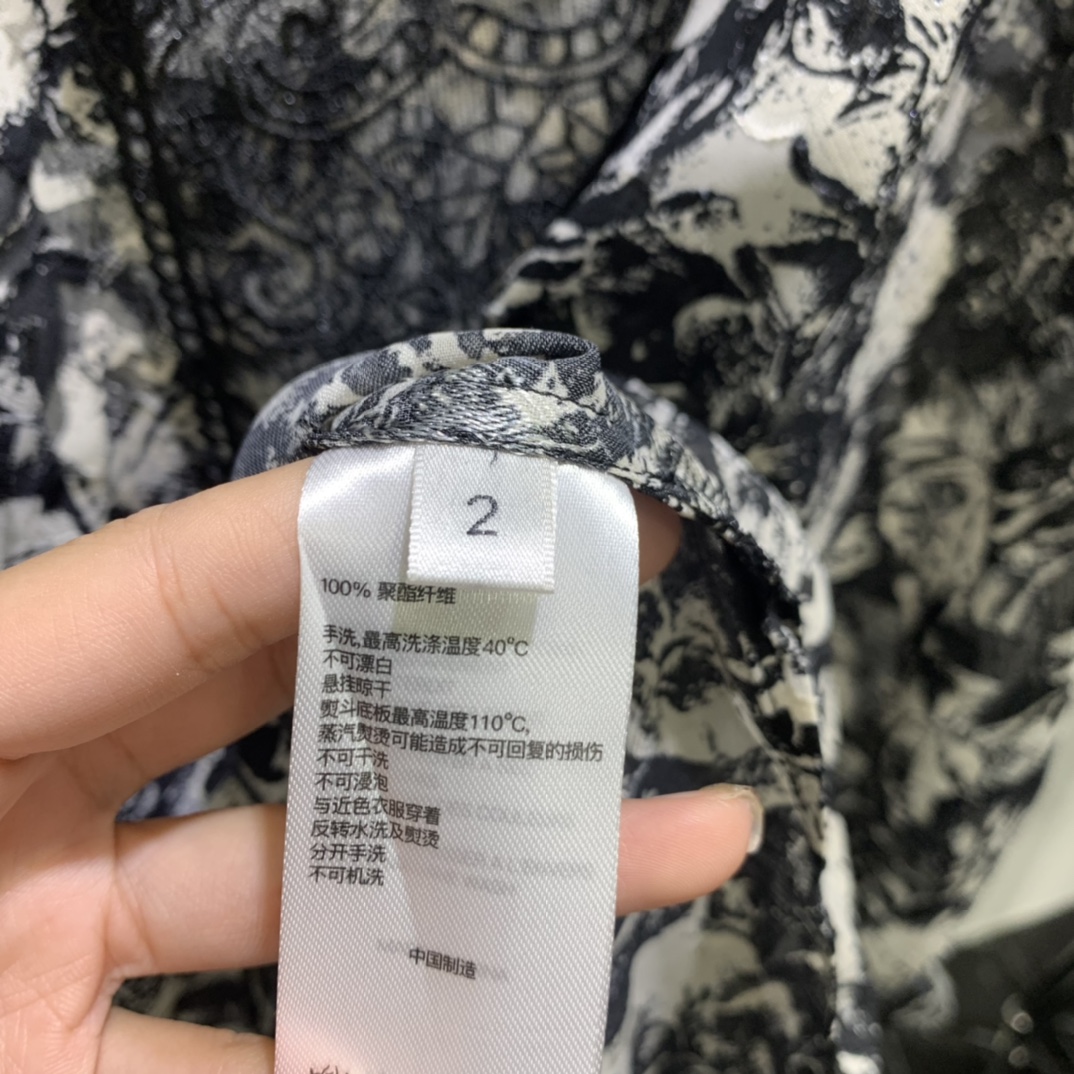 2
100% 聚酯纤维
手洗,最高洗涤温度40°C
不可漂白
悬挂晾干
熨斗底板最高温度110°C,
蒸汽熨烫可能造成不可回复的损伤
不可干洗
不可浸泡
与近色衣服穿着
反转水洗及熨烫
分开手洗
不可机洗
中国制造